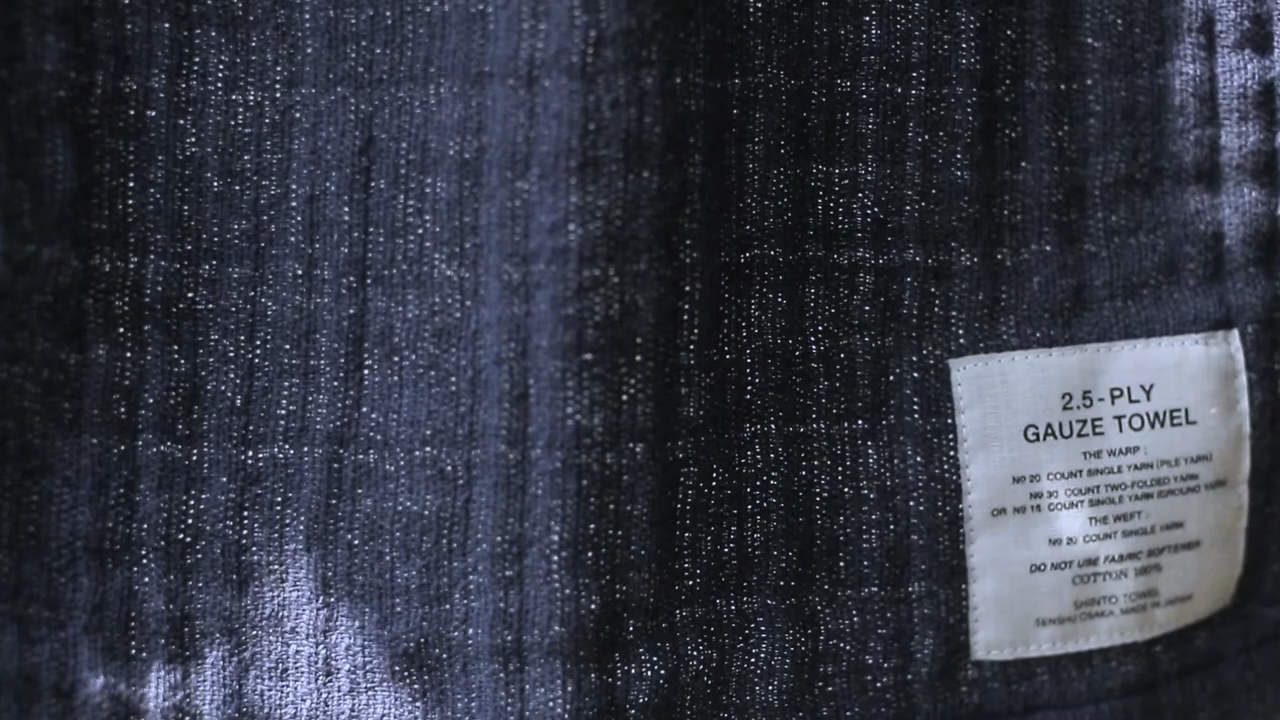 2.5-PLY
GAUZE TOWEL
THE WARP :
No 20 COUNT SINGLE YARN (PILE YARN)
No 30 COUNT TWO-FOLDED YARN
OR No 16 COUNT SINGLE YARN (GROUND YARN)
THE WEFT :
No 20 COUNT SINGLE YARN
DO NOT USE FABRIC SOFTENER
COTTON 100%
SHINTO TOWEL
SENSHU OSAKA, MADE IN JAPAN